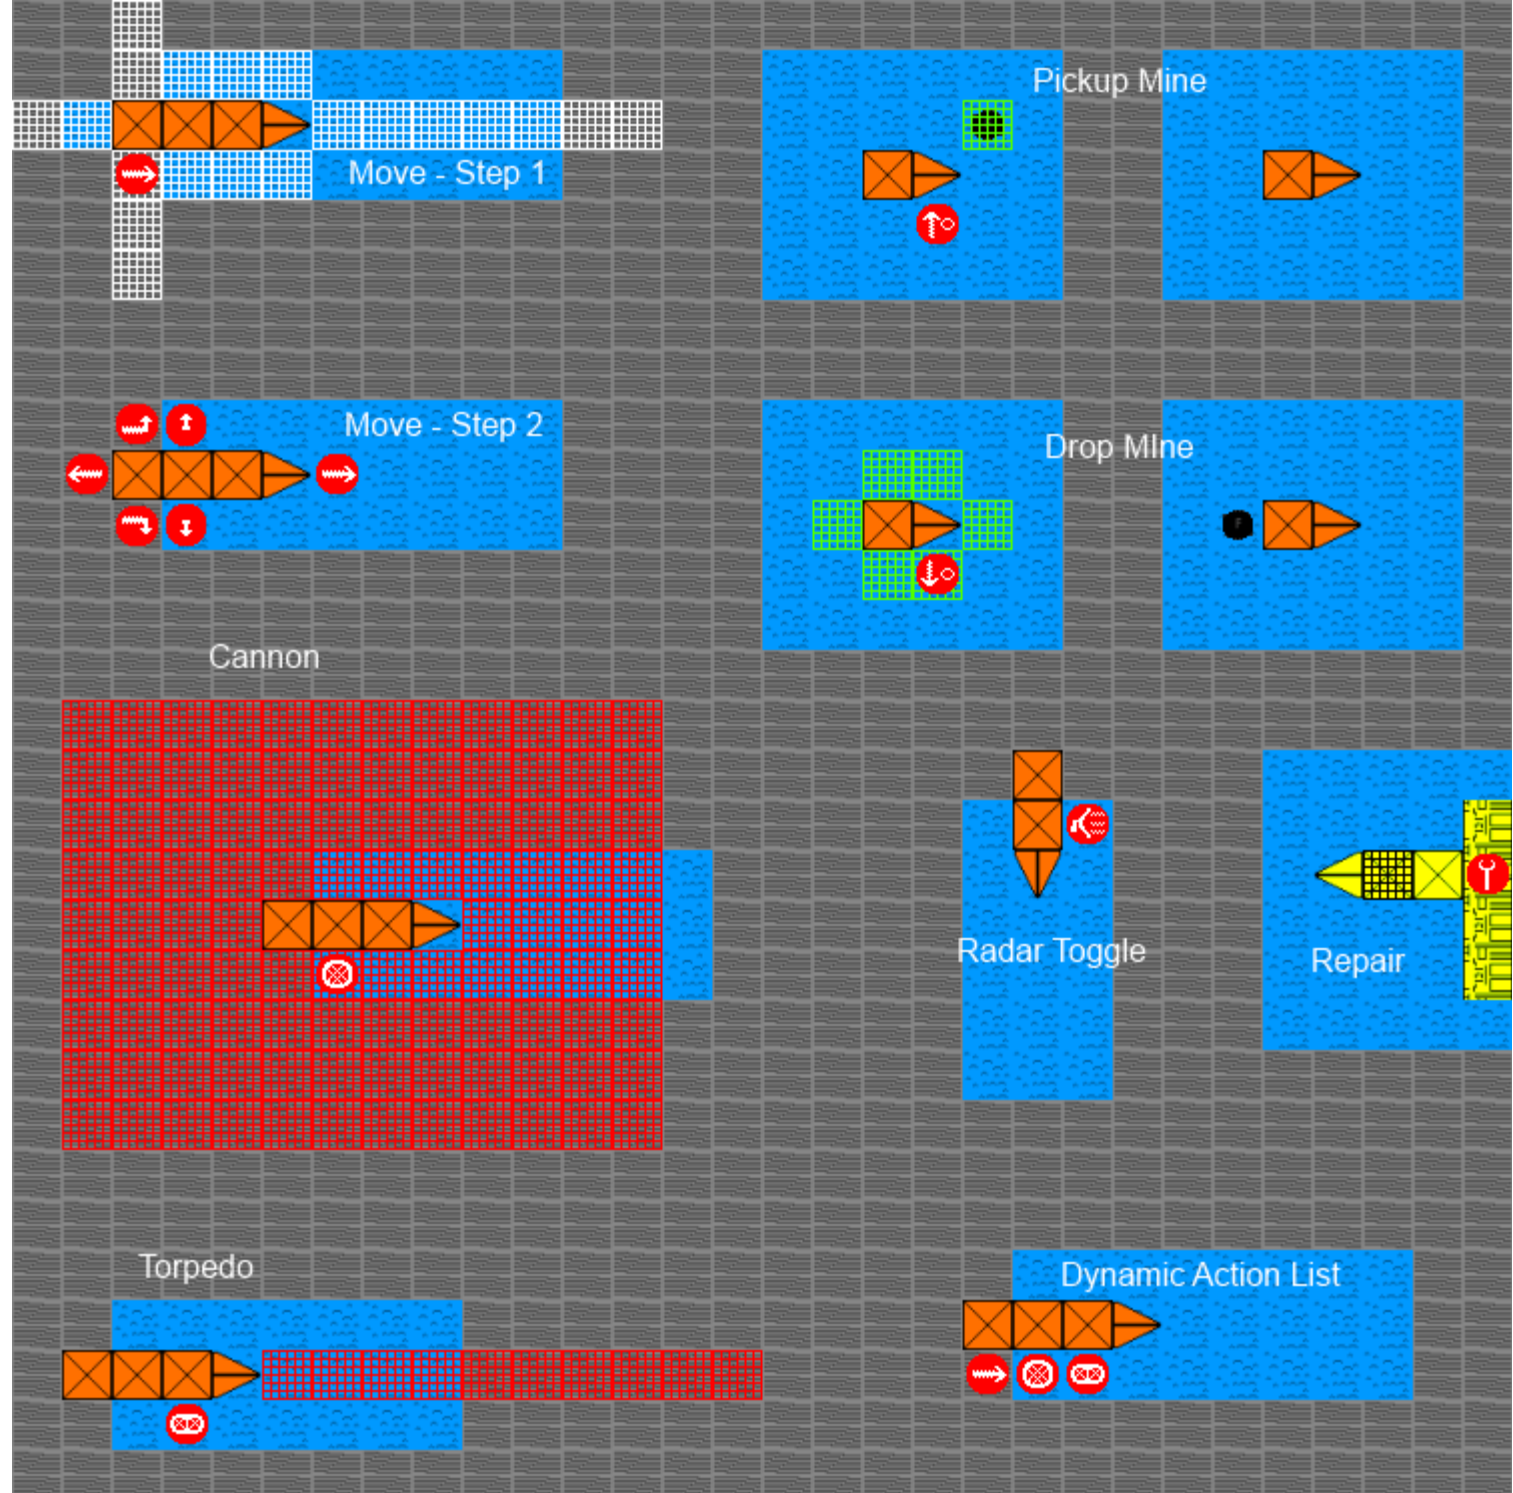 Pickup Mine
Move - Step 1
Move - Step 2
Drop MIne
Cannon
Radar Toggle
Repair
Torpedo
Dynamic Action List